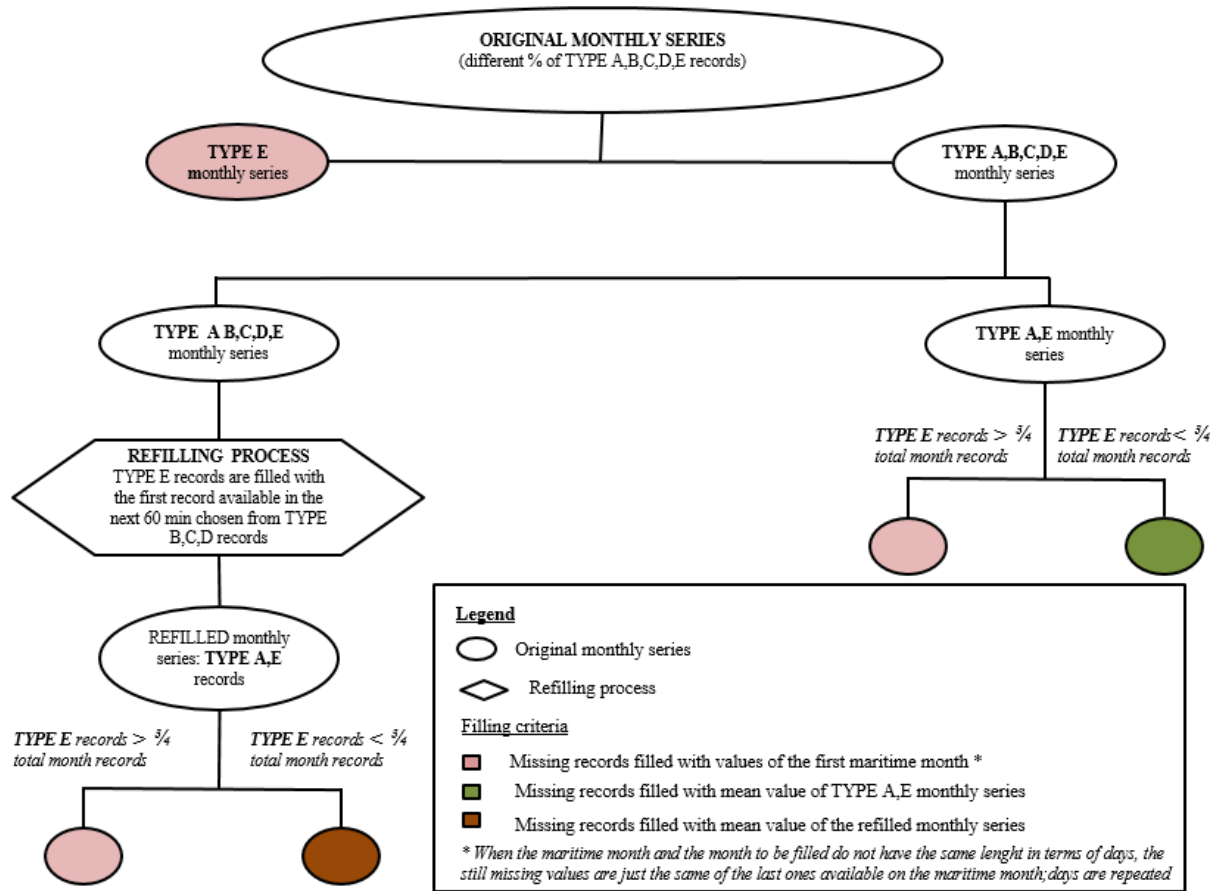 ORIGINAL MONTHLY SERIES
(different % of TYPE A,B,C,D,E records)
TYPE E
monthly series
TYPE A,B,C,D,E
monthly series
TYPE A B,C,D,E
monthly series
TYPE A,E monthly
series
REFILLING PROCESS
TYPE E records are filled with
the first record available in the
next 60 min chosen from TYPE
B,C,D records
TYPE E records > ¾
total month records
TYPE E records< ¾
total month records
REFILLED monthly
series: TYPE A,E
records
TYPE E records > ¾
total month records
TYPE E records < ¾
total month records
Legend
Original monthly series
Refilling process
Filling criteria
Missing records filled with values of the first maritime month *
Missing records filled with mean value of TYPE A,E monthly series
Missing records filled with mean value of the refilled monthly series
* When the maritime month and the month to be filled do not have the same lenght in terms of days, the
still missing values are just the same of the last ones available on the maritime month;days are repeated